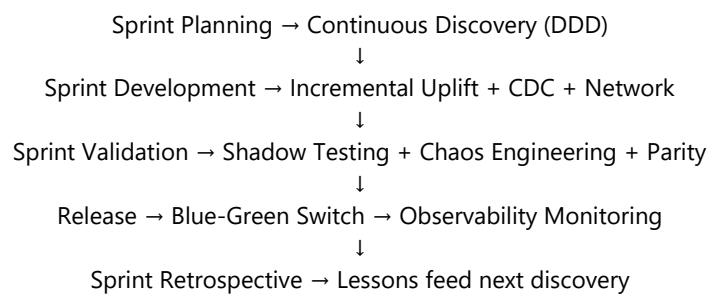 Sprint Planning → Continuous Discovery (DDD)
↓
Sprint Development → Incremental Uplift + CDC + Network
↓
Sprint Validation → Shadow Testing + Chaos Engineering + Parity
↓
Release → Blue-Green Switch → Observability Monitoring
↓
Sprint Retrospective → Lessons feed next discovery